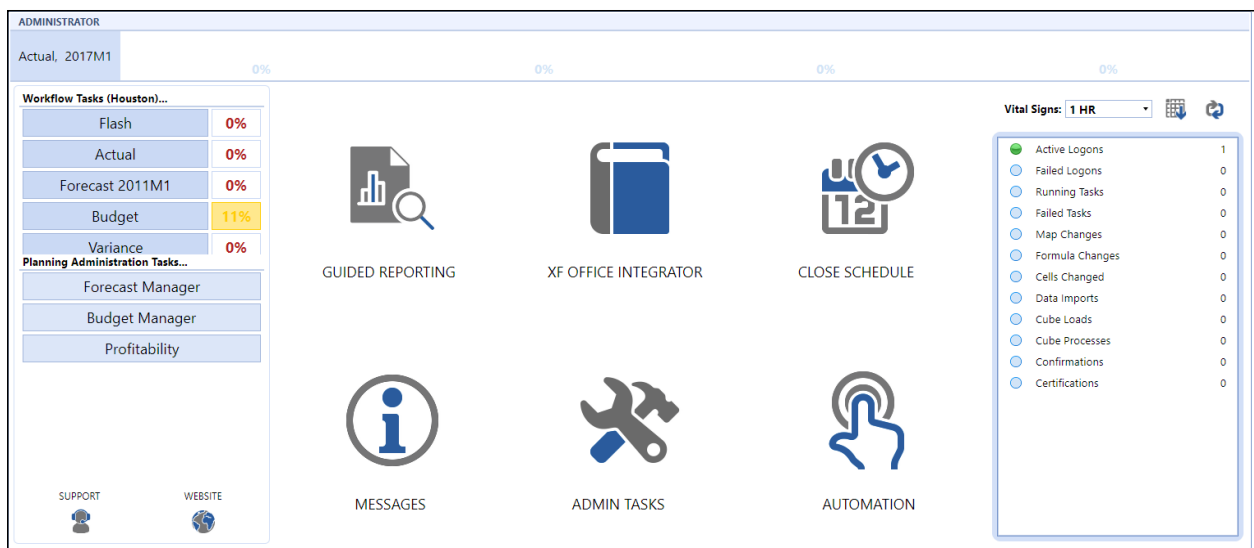 ADMINISTRATOR
Actual, 2017M1
0%
0%
0%
0%
Workflow Tasks (Houston)...
Flash 0%
Actual 0%
Forecast 2011M1 0%
Budget 11%
Variance 0%
Planning Administration Tasks...
Forecast Manager
Budget Manager
Profitability
SUPPORT
WEBSITE
GUIDED REPORTING
XF OFFICE INTEGRATOR
12
CLOSE SCHEDULE
MESSAGES
ADMIN TASKS
AUTOMATION
Vital Signs: 1 HR
Active Logons 1
Failed Logons 0
Running Tasks 0
Failed Tasks 0
Map Changes 0
Formula Changes 0
Cells Changed 0
Data Imports 0
Cube Loads 0
Cube Processes 0
Confirmations 0
Certifications 0